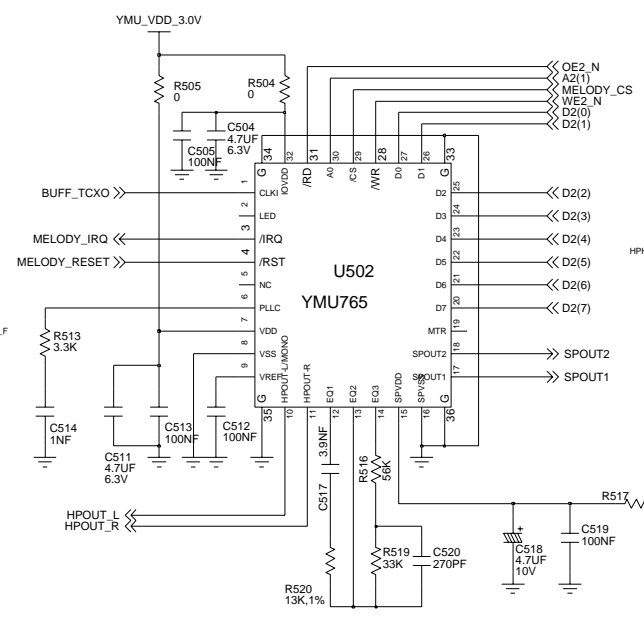 YMU_VDD_3.0V
R505
0
R504
0
C504
4.7UF
6.3V
C505
100NF
OE2_N
A2(1)
MELODY_CS
WE2_N
D2(0)
D2(1)
34
32
31
30
29
28
27
26
33
G
IOVDD
/RD
A0
/CS
/WR
D0
D1
G
BUFF_TCXO
1
CLKI
D2
25
D2(2)
2
LED
D3
24
D2(3)
MELODY_IRQ
3
/IRQ
D4
23
D2(4)
HPH
MELODY_RESET
4
/RST
D5
22
D2(5)
U502
5
NC
D6
21
D2(6)
YMU765
6
PLLC
D7
20
D2(7)
_F
R513
3.3K
7
VDD
MTR
19
8
VSS
SPOUT2
18
SPOUT2
9
VREF
SPOUT1
17
SPOUT1
G
HPOUT-L/MONO
HPOUT-R
EQ1
EQ2
EQ3
SPVDD
SPVSS
G
35
10
11
12
13
14
15
16
36
C514
1NF
C511
4.7UF
6.3V
C513
100NF
C512
100NF
3.9NF
C517
R516
56K
HPOUT_L
HPOUT_R
R517
C518
4.7UF
10V
C519
100NF
R519
33K
C520
270PF
R520
13K,1%